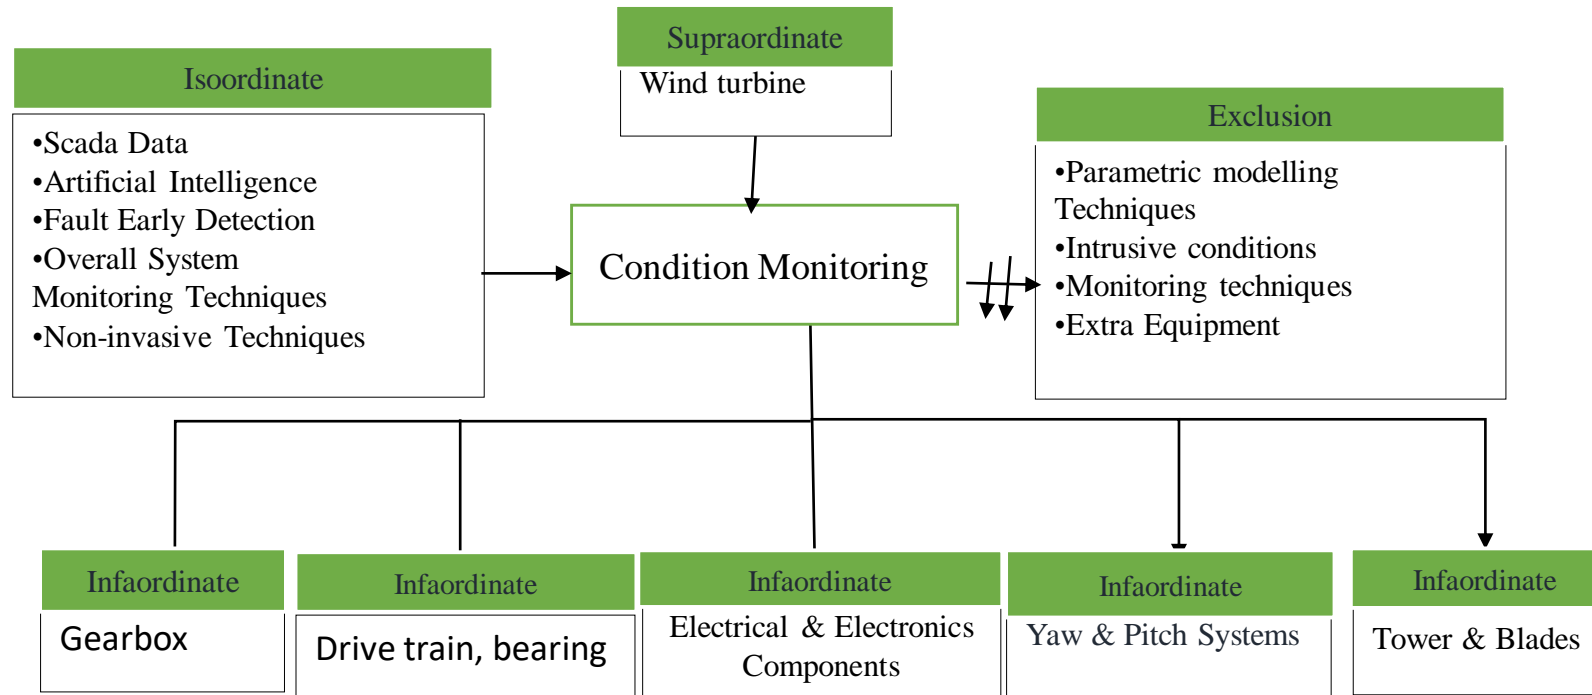 Supraordinate
Wind turbine
Isoordinate
•Scada Data
•Artificial Intelligence
•Fault Early Detection
•Overall System
Monitoring Techniques
•Non-invasive Techniques
Exclusion
•Parametric modelling
Techniques
•Intrusive conditions
•Monitoring techniques
•Extra Equipment
Condition Monitoring
Infaordinate
Gearbox
Infaordinate
Drive train, bearing
Infaordinate
Electrical & Electronics
Components
Infaordinate
Yaw & Pitch Systems
Infaordinate
Tower & Blades